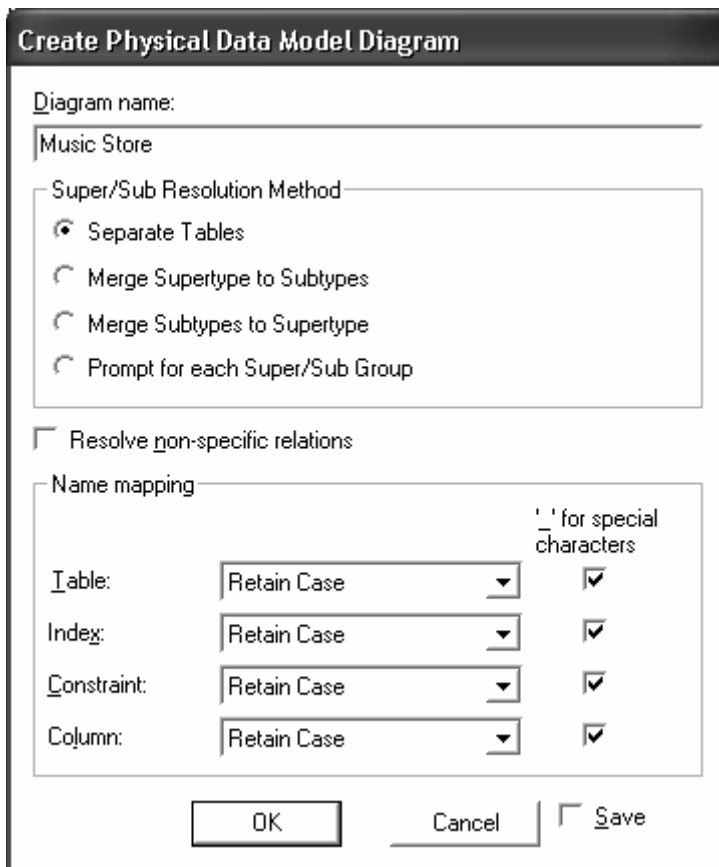 Create Physical Data Model Diagram
Diagram name:
Music Store
Super/Sub Resolution Method
Separate Tables
Merge Supertype to Subtypes
Merge Subtypes to Supertype
Prompt for each Super/Sub Group
Resolve non-specific relations
Name mapping
'_' for special
characters
Table: Retain Case
Index: Retain Case
Constraint: Retain Case
Column: Retain Case
OK Cancel Save